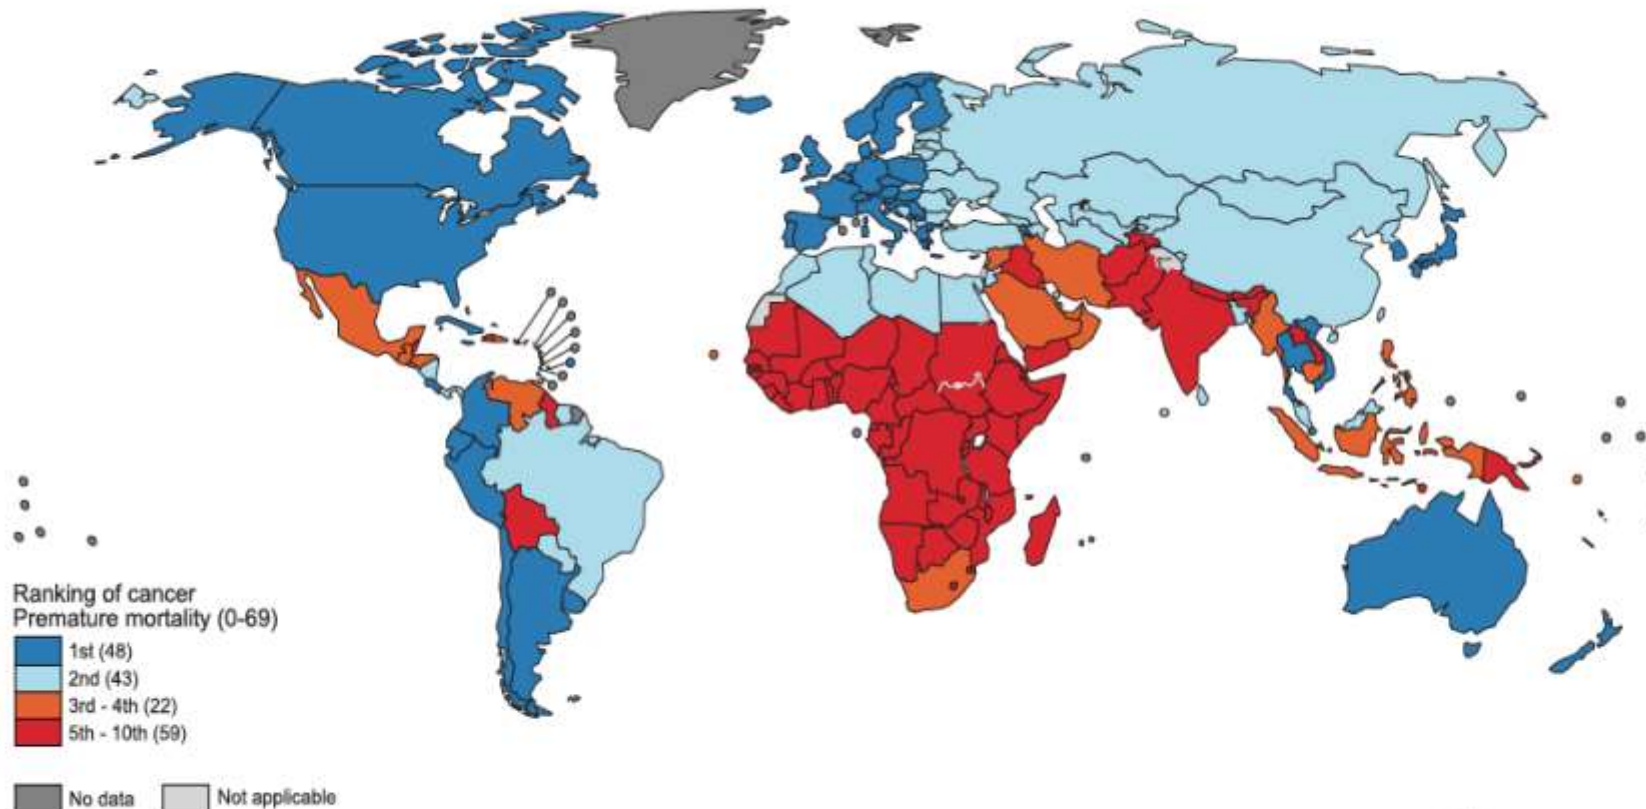 Ranking of cancer
Premature mortality (0-69)
1st (48)
2nd (43)
3rd - 4th (22)
5th - 10th (59)
No data
Not applicable